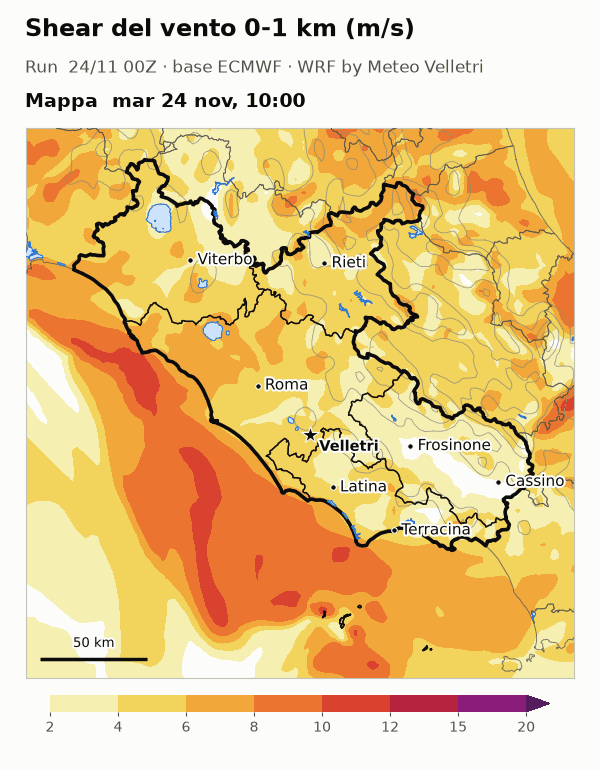 Shear del vento 0-1 km (m/s)
Run  24/11 00Z · base ECMWF · WRF by Meteo Velletri
Mappa  mar 24 nov, 10:00
Viterbo
Rieti
Roma
Velletri
Frosinone
Cassino
Latina
Terracina
50 km
2 4 6 8 10 12 15 20